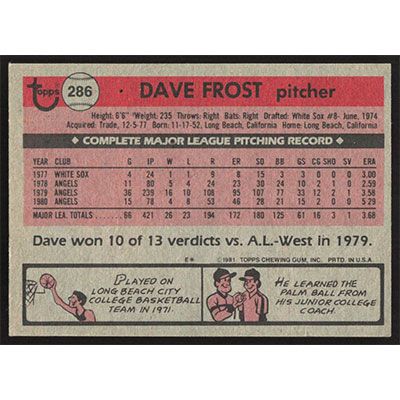 Topps
286
• DAVE FROST pitcher
Height: 6'6" Weight: 235 Throws: Right Bats: Right Drafted: White Sox #8-June, 1974
Acquired: Trade, 12-5-77 Born: 11-17-52, Long Beach, California Home: Long Beach, California
COMPLETE MAJOR LEAGUE PITCHING RECORD
YEAR CLUB G IP W L R ER SO BB GS CG SHO SV ERA
1977 WHITE SOX 4 24 1 1 8 15 3 0 0 0 3.00
1978 ANGELS 11 80 5 4 24 30 24 10 2 1 0 2.59
1979 ANGELS 36 239 16 10 108 95 107 77 33 12 2 1 3.58
1980 ANGELS 15 78 4 8 53 46 28 21 15 2 0 0 5.29
MAJOR LEA. TOTALS 66 421 26 23 194 172 180 125 61 3 1 3.68
Dave won 10 of 13 verdicts vs. A.L.-West in 1979.
E* ©1981 TOPPS CHEWING GUM, INC. PRTD. IN U.S.A.
PLAYED ON
LONG BEACH CITY
COLLEGE BASKETBALL
TEAM IN 1971.
HE LEARNED THE
PALM BALL FROM
HIS JUNIOR COLLEGE
COACH.